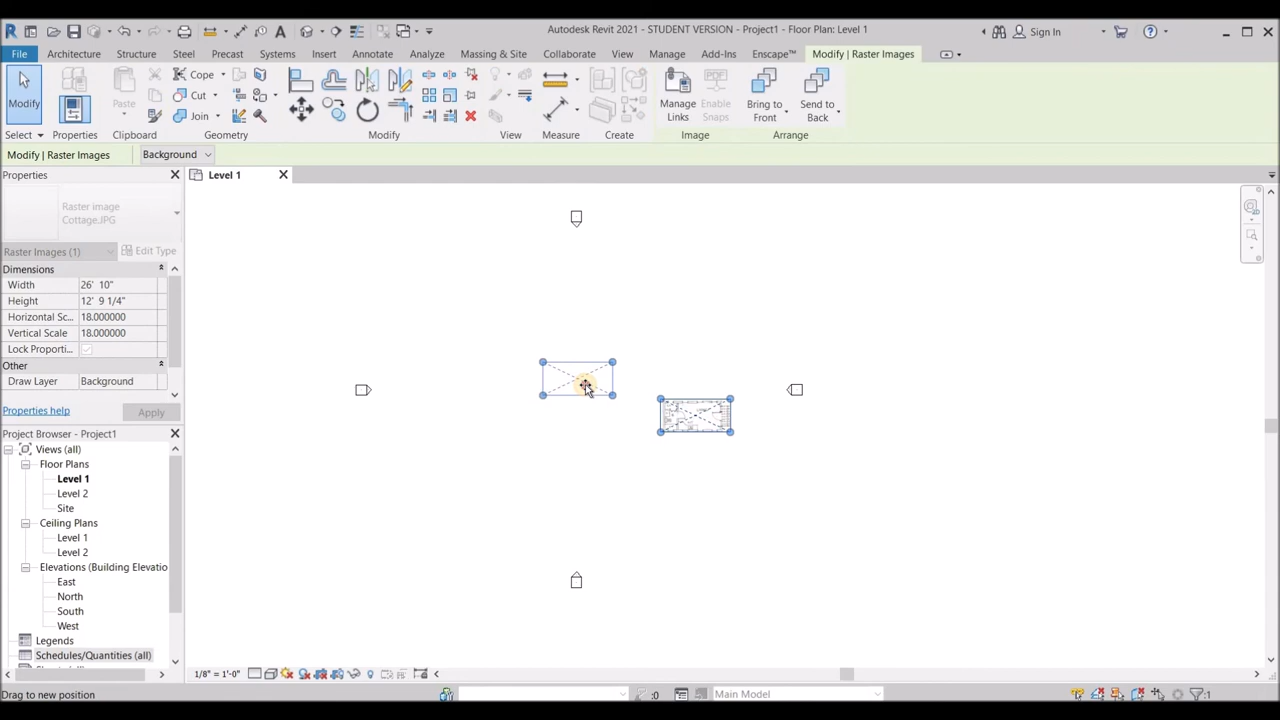 Autodesk Revit 2021 - STUDENT VERSION - Project1 - Floor Plan: Level 1
Sign In
File Architecture Structure Steel Precast Systems Insert Annotate Analyze Massing & Site Collaborate View Manage Add-Ins Enscape™ Modify | Raster Images
Modify
Paste
Cope
Cut
Join
Manage Links
Enable Snaps
Bring to Front
Send to Back
Select Properties Clipboard Geometry Modify View Measure Create Image Arrange
Modify | Raster Images Background
Properties
Level 1
Raster image
Cottage.JPG
Raster Images (1) Edit Type
Dimensions
Width 26' 10"
Height 12' 9 1/4"
Horizontal Sc... 18.000000
Vertical Scale 18.000000
Lock Proporti...
Other
Draw Layer Background
Properties help Apply
Project Browser - Project1
Views (all)
Floor Plans
Level 1
Level 2
Site
Ceiling Plans
Level 1
Level 2
Elevations (Building Elevatio
East
North
South
West
Legends
Schedules/Quantities (all)
1/8" = 1'-0"
Drag to new position
:0
Main Model
:1